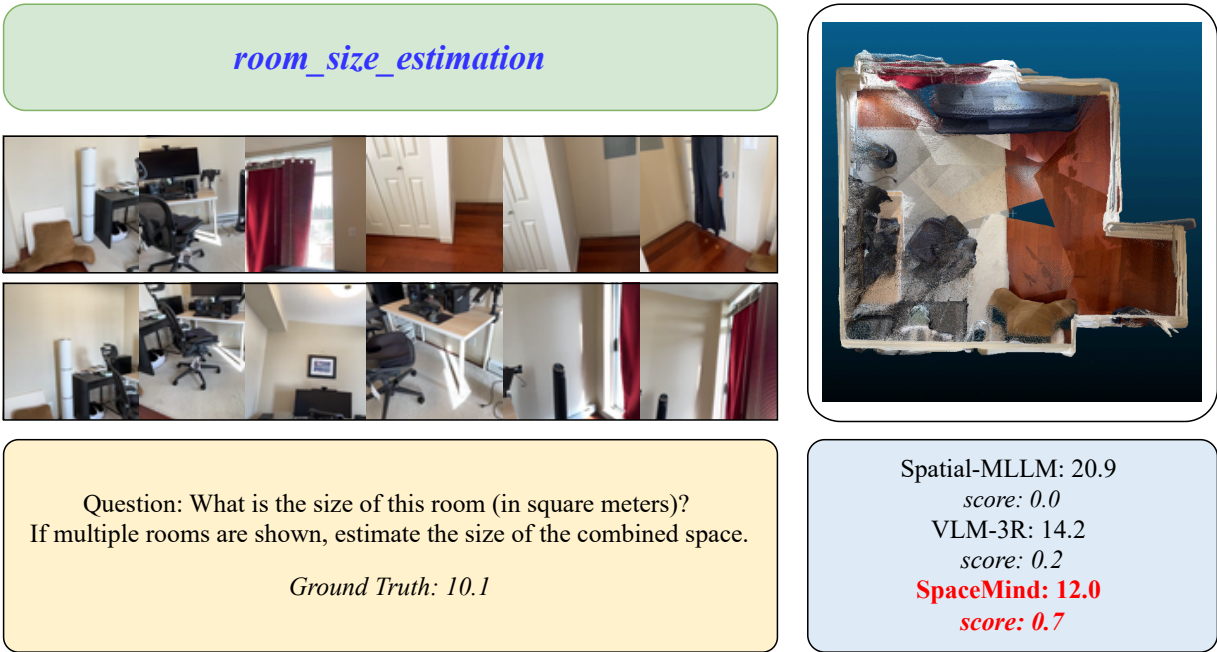 room_size_estimation
Question: What is the size of this room (in square meters)?
If multiple rooms are shown, estimate the size of the combined space.
Ground Truth: 10.1
Spatial-MLLM: 20.9
score: 0.0
VLM-3R: 14.2
score: 0.2
SpaceMind: 12.0
score: 0.7